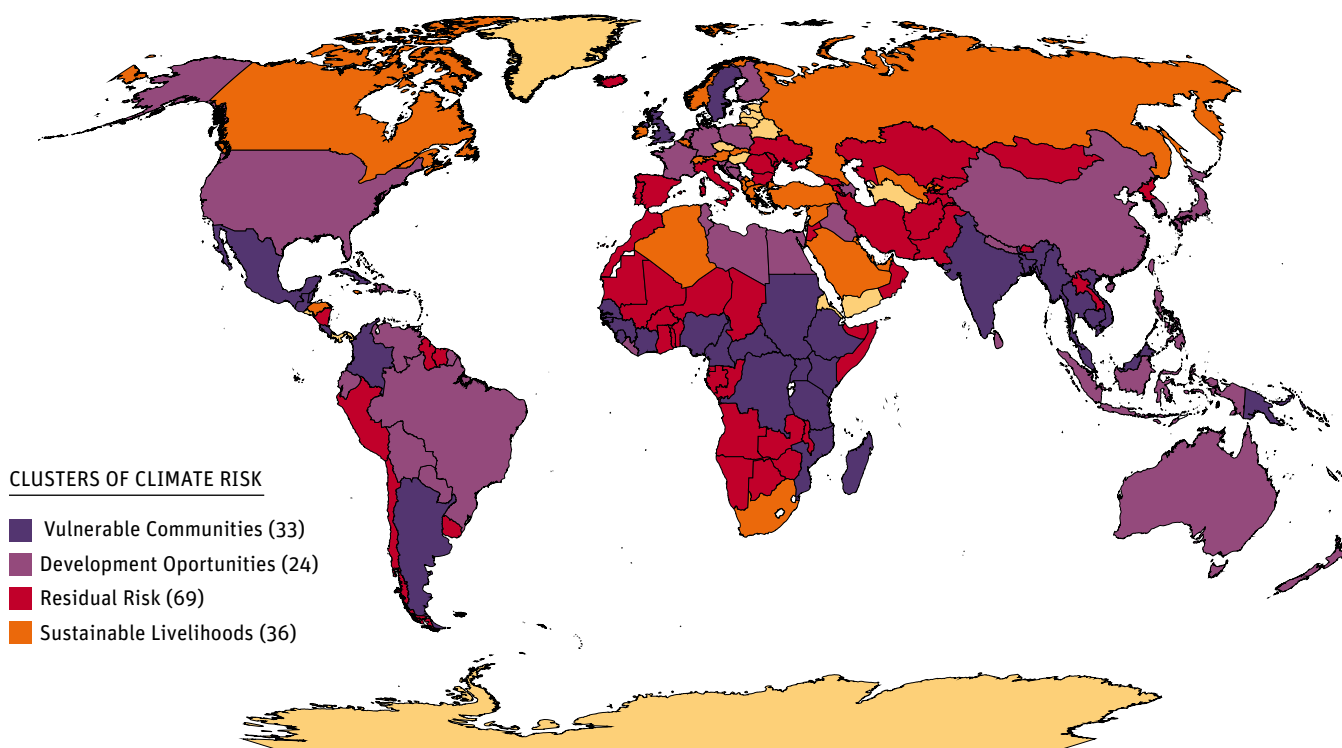 CLUSTERS OF CLIMATE RISK
Vulnerable Communities (33)
Development Oportunities (24)
Residual Risk (69)
Sustainable Livelihoods (36)